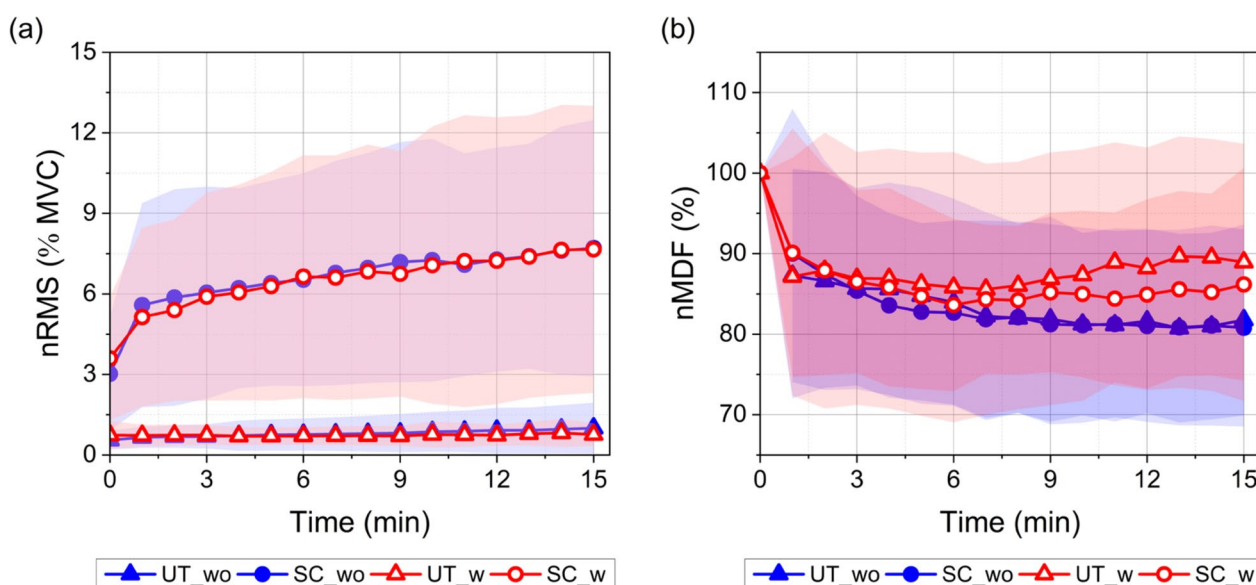 (a)
15
12
9
6
3
0
nRMS (% MVC)
0 3 6 9 12 15
Time (min)
UT_wo SC_wo UT_w SC_w
(b)
110
100
90
80
70
nMDF (%)
0 3 6 9 12 15
Time (min)
UT_wo SC_wo UT_w SC_w